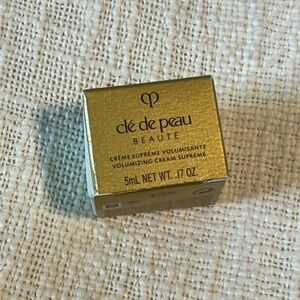 clé de peau
BEAUTÉ
CRÈME SUPRÊME VOLUMISANTE
VOLUMIZING CREAM SUPREME
5mL NET WT. .17 OZ.